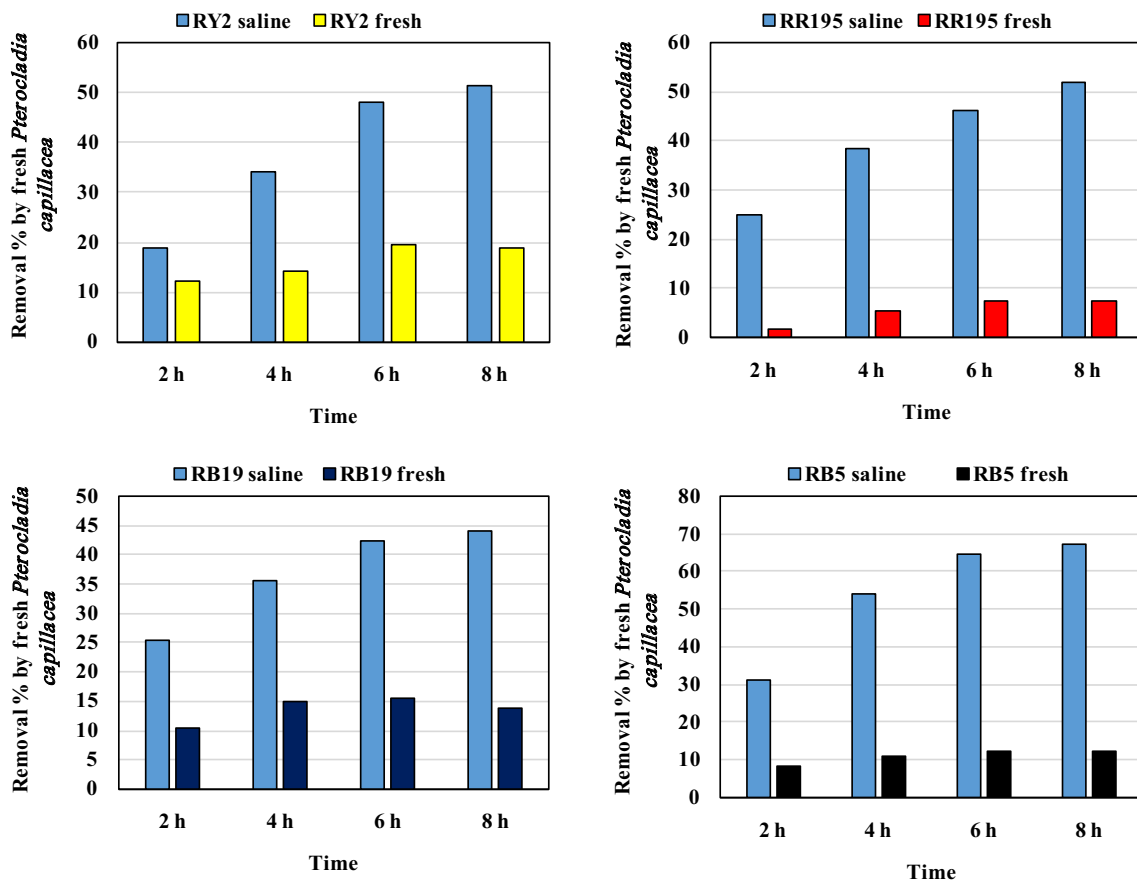 RY2 saline RY2 fresh
Removal % by fresh Pterocladia
capillacea
60
50
40
30
20
10
0
2 h 4 h 6 h 8 h
Time
RR195 saline RR195 fresh
Removal % by fresh Pterocladia
capillacea
60
50
40
30
20
10
0
2 h 4 h 6 h 8 h
Time
RB19 saline RB19 fresh
Removal % by fresh Pterocladia
capillacea
50
45
40
35
30
25
20
15
10
5
0
2 h 4 h 6 h 8 h
Time
RB5 saline RB5 fresh
Removal % by fresh Pterocladia
capillacea
80
70
60
50
40
30
20
10
0
2 h 4 h 6 h 8 h
Time